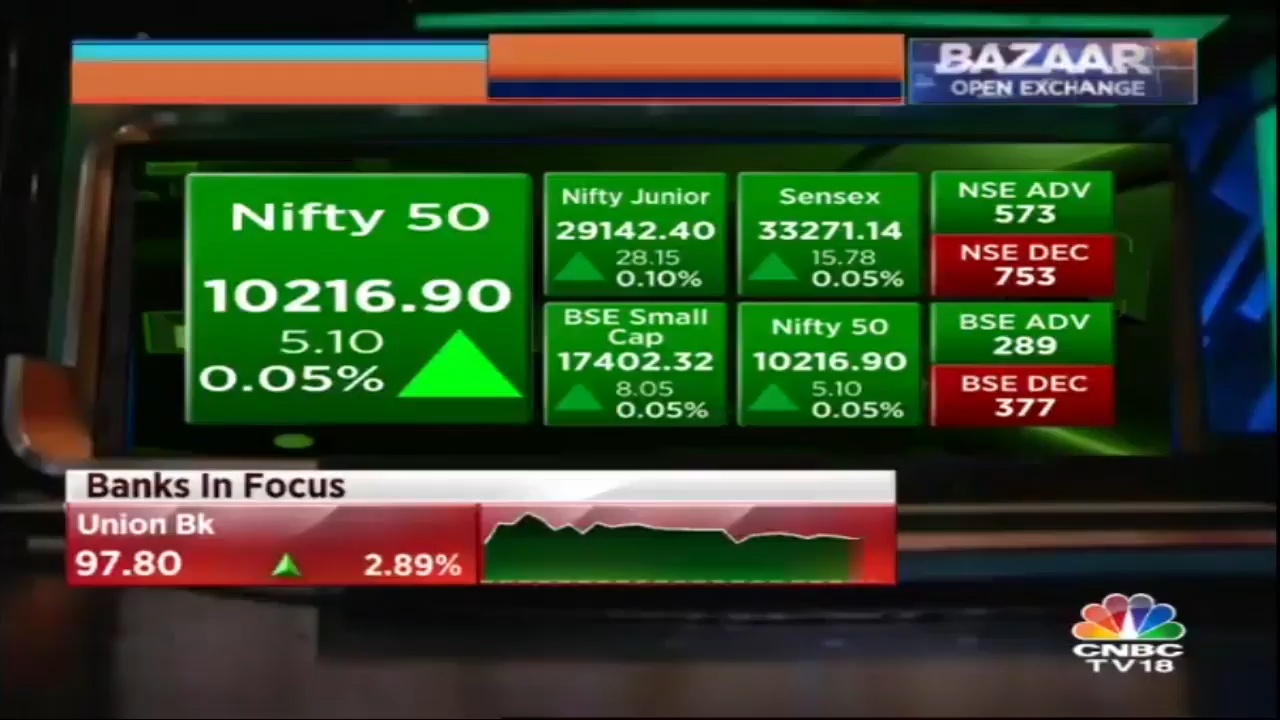 BAZAAR
OPEN EXCHANGE
Nifty 50
10216.90
5.10
0.05%
Nifty Junior
29142.40
28.15
0.10%
Sensex
33271.14
15.78
0.05%
NSE ADV
573
NSE DEC
753
BSE Small
Cap
17402.32
8.05
0.05%
Nifty 50
10216.90
5.10
0.05%
BSE ADV
289
BSE DEC
377
Banks In Focus
Union Bk
97.80
2.89%
CNBC
TV18